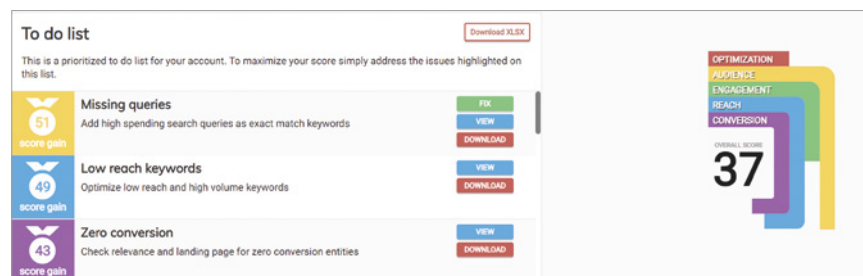 To do list
Download XLSX
This is a prioritized to do list for your account. To maximize your score simply address the issues highlighted on
this list.
51
score gain
Missing queries
Add high spending search queries as exact match keywords
FIX
VIEW
DOWNLOAD
49
score gain
Low reach keywords
Optimize low reach and high volume keywords
VIEW
DOWNLOAD
43
score gain
Zero conversion
Check relevance and landing page for zero conversion entities
VIEW
DOWNLOAD
OPTIMIZATION
AUDIENCE
ENGAGEMENT
REACH
CONVERSION
OVERALL SCORE
37